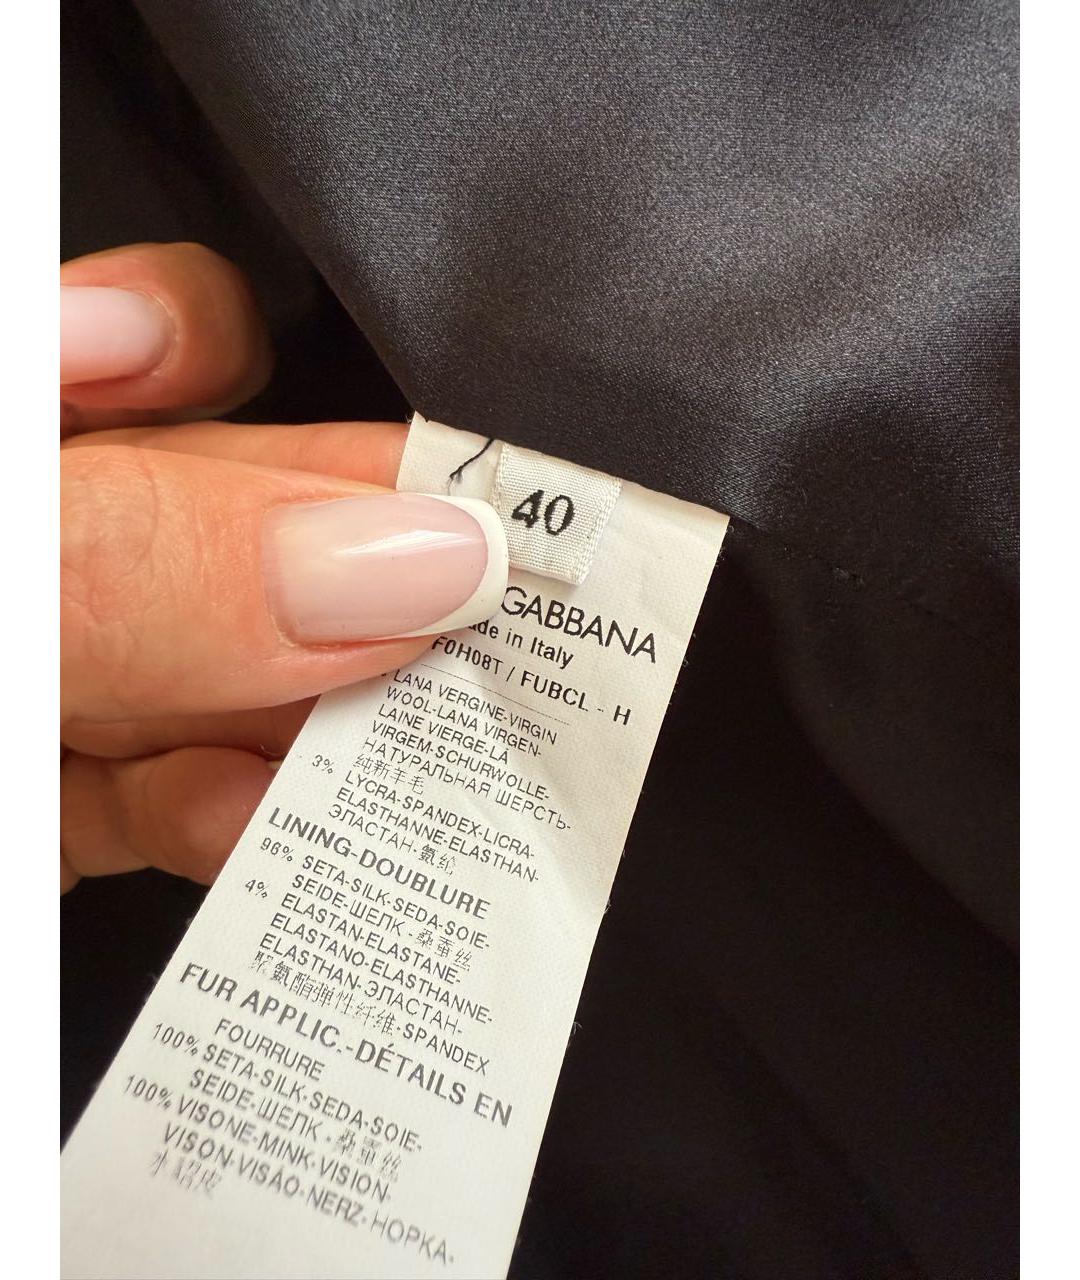 40
GABBANA
ade in Italy
F0H08T / FUBCL - H
LANA VERGINE-VIRGIN
WOOL-LANA VIRGEN-
LAINE VIERGE-LÃ
VIRGEM-SCHURWOLLE-
НАТУРАЛЬНАЯ ШЕРСТЬ-
纯新羊毛
3% LYCRA-SPANDEX-LICRA-
ELASTHANNE-ELASTHAN-
ЭЛАСТАН-氨纶
LINING-DOUBLURE
96% SETA-SILK-SEDA-SOIE-
SEIDE-ШЕЛК-桑蚕丝
4% ELASTAN-ELASTANE-
ELASTANO-ELASTHANNE-
ELASTHAN-ЭЛАСТАН-
聚氨酯弹性纤维-SPANDEX
FUR APPLIC.-DÉTAILS EN
FOURRURE
100% SETA-SILK-SEDA-SOIE-
SEIDE-ШЕЛК-桑蚕丝
100% VISONE-MINK-VISION-
VISON-VISÃO-NERZ-НОРКА-
水貂皮